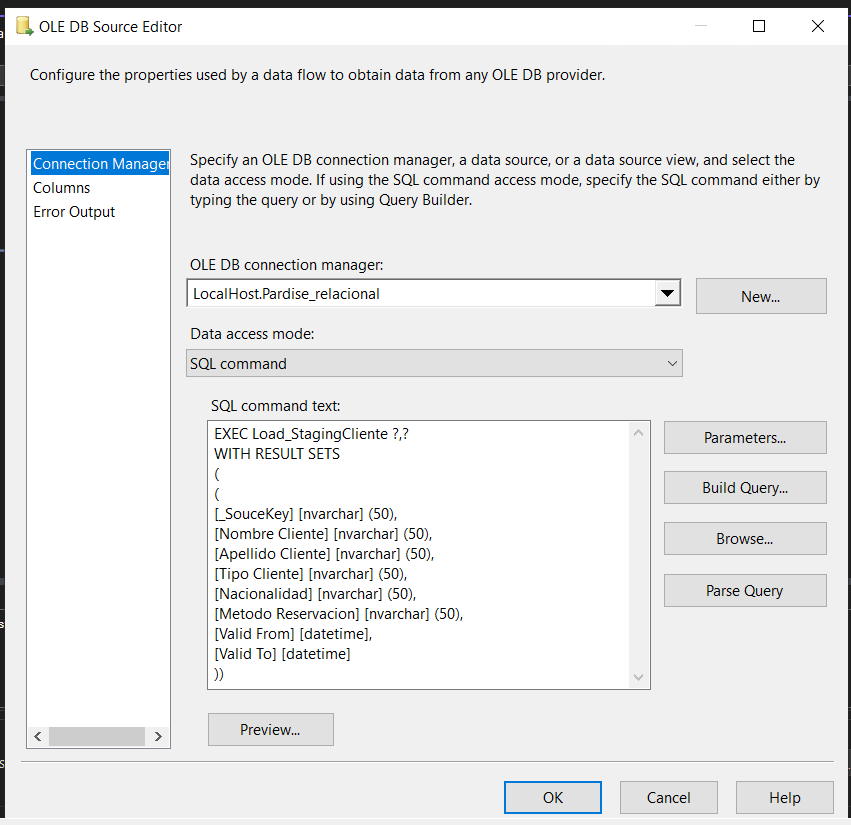 OLE DB Source Editor
Configure the properties used by a data flow to obtain data from any OLE DB provider.
Connection Manager
Columns
Error Output
Specify an OLE DB connection manager, a data source, or a data source view, and select the
data access mode. If using the SQL command access mode, specify the SQL command either by
typing the query or by using Query Builder.
OLE DB connection manager:
LocalHost.Pardise_relacional
New...
Data access mode:
SQL command
SQL command text:
EXEC Load_StagingCliente ?,?
WITH RESULT SETS
(
(
[_SouceKey] [nvarchar] (50),
[Nombre Cliente] [nvarchar] (50),
[Apellido Cliente] [nvarchar] (50),
[Tipo Cliente] [nvarchar] (50),
[Nacionalidad] [nvarchar] (50),
[Metodo Reservacion] [nvarchar] (50),
[Valid From] [datetime],
[Valid To] [datetime]
))
Parameters...
Build Query...
Browse...
Parse Query
Preview...
OK
Cancel
Help